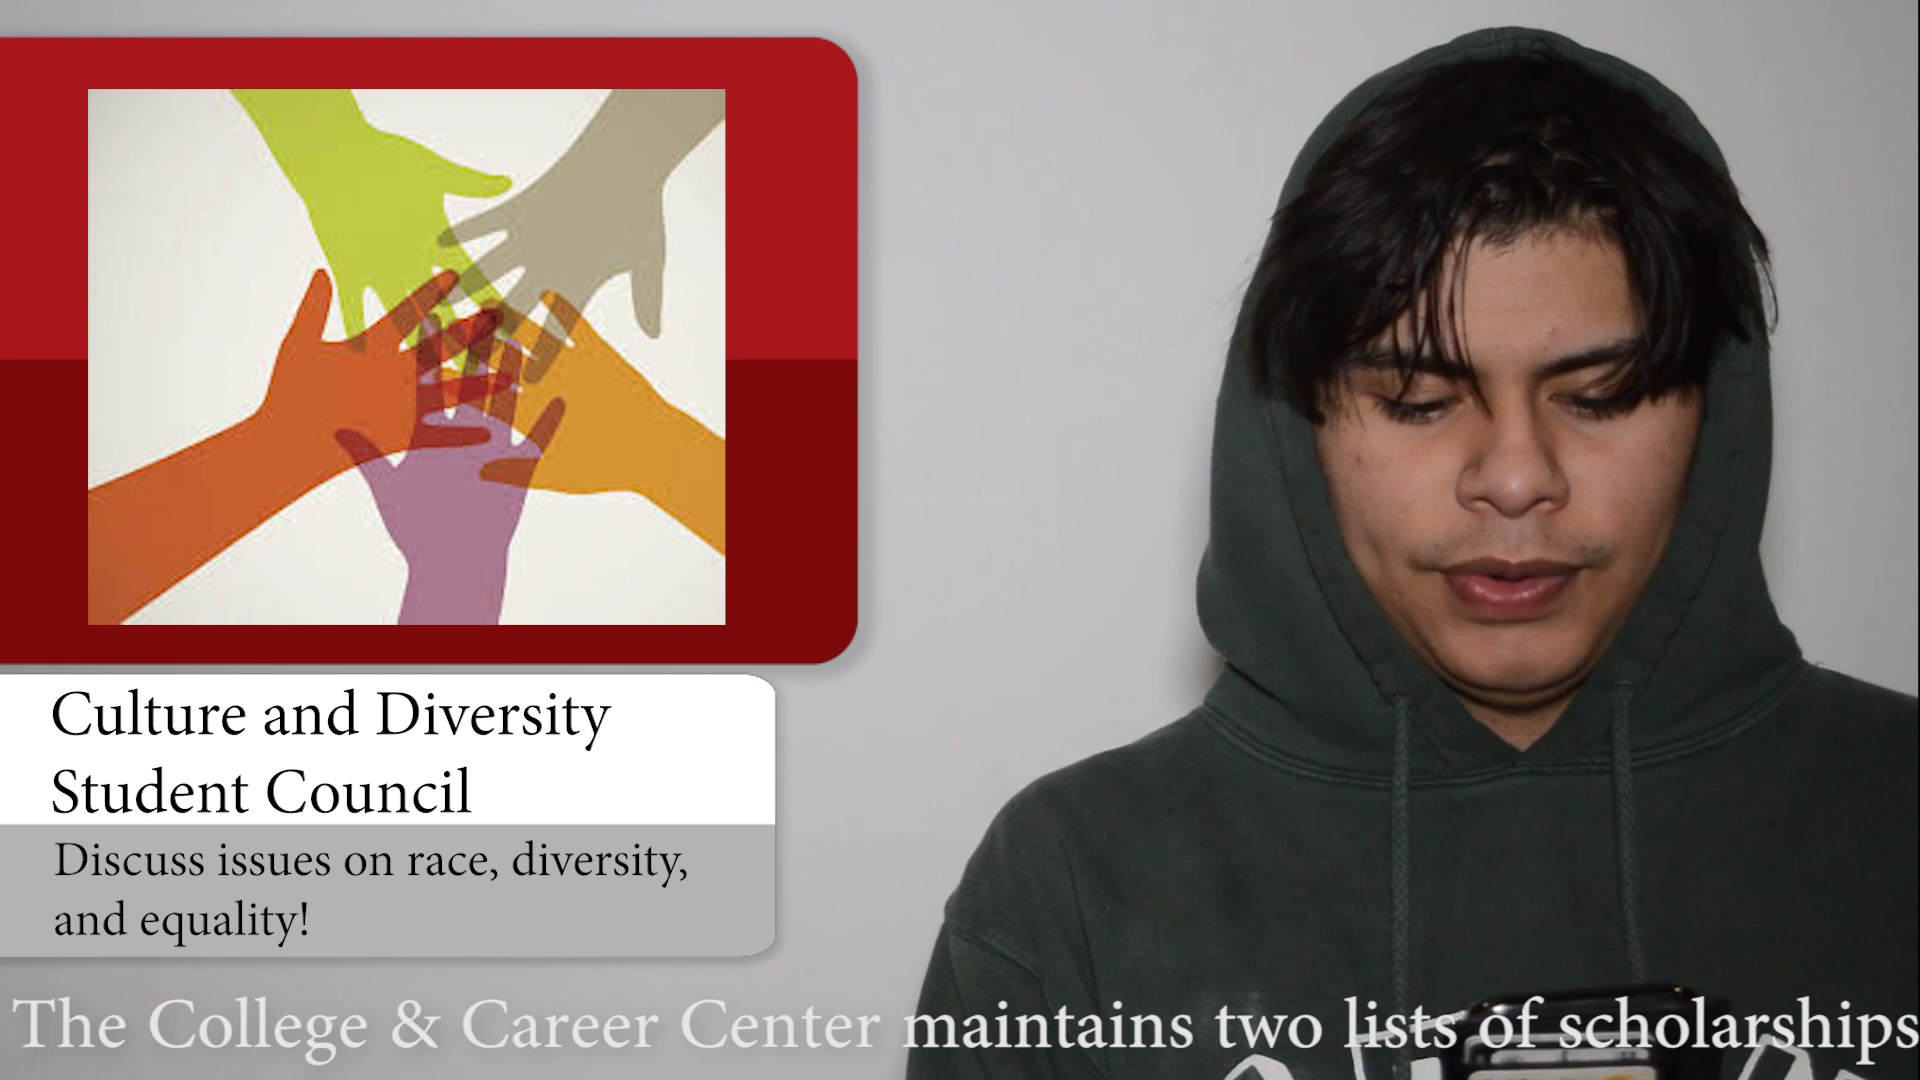 Culture and Diversity
Student Council
Discuss issues on race, diversity,
and equality!
The College & Career Center maintains two lists of scholarships